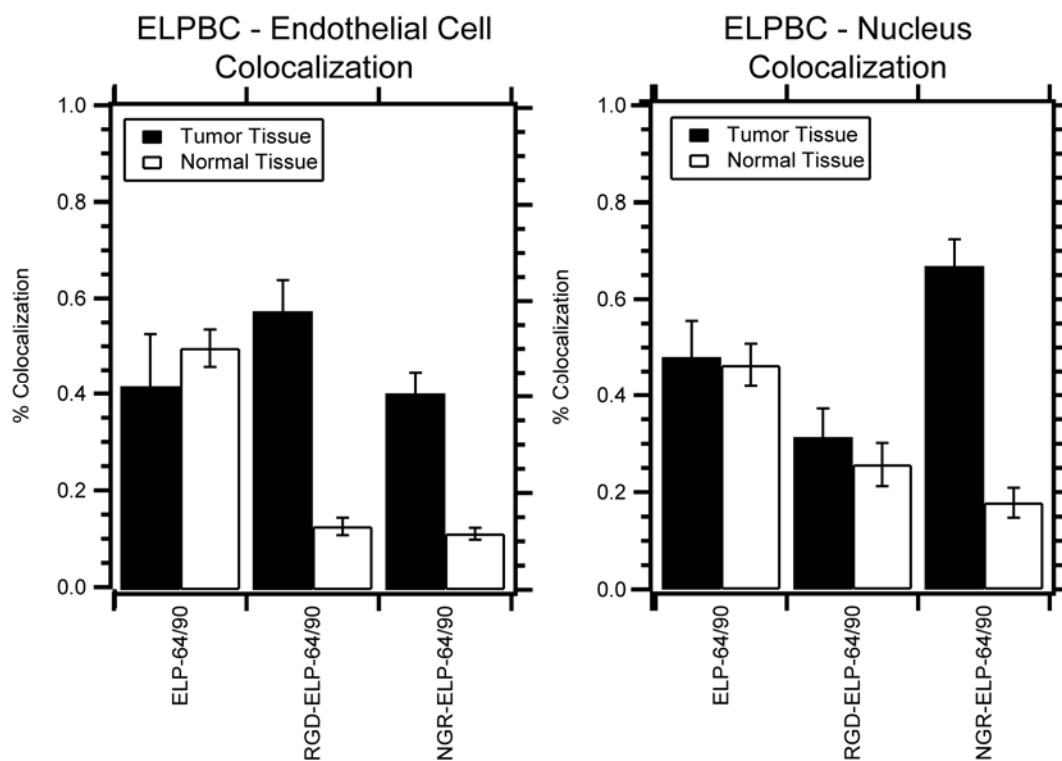 ELPBC - Endothelial Cell
Colocalization
% Colocalization
1.0
0.8
0.6
0.4
0.2
0.0
Tumor Tissue
Normal Tissue
ELP-64/90
RGD-ELP-64/90
NGR-ELP-64/90
ELPBC - Nucleus
Colocalization
% Colocalization
1.0
0.8
0.6
0.4
0.2
0.0
Tumor Tissue
Normal Tissue
ELP-64/90
RGD-ELP-64/90
NGR-ELP-64/90